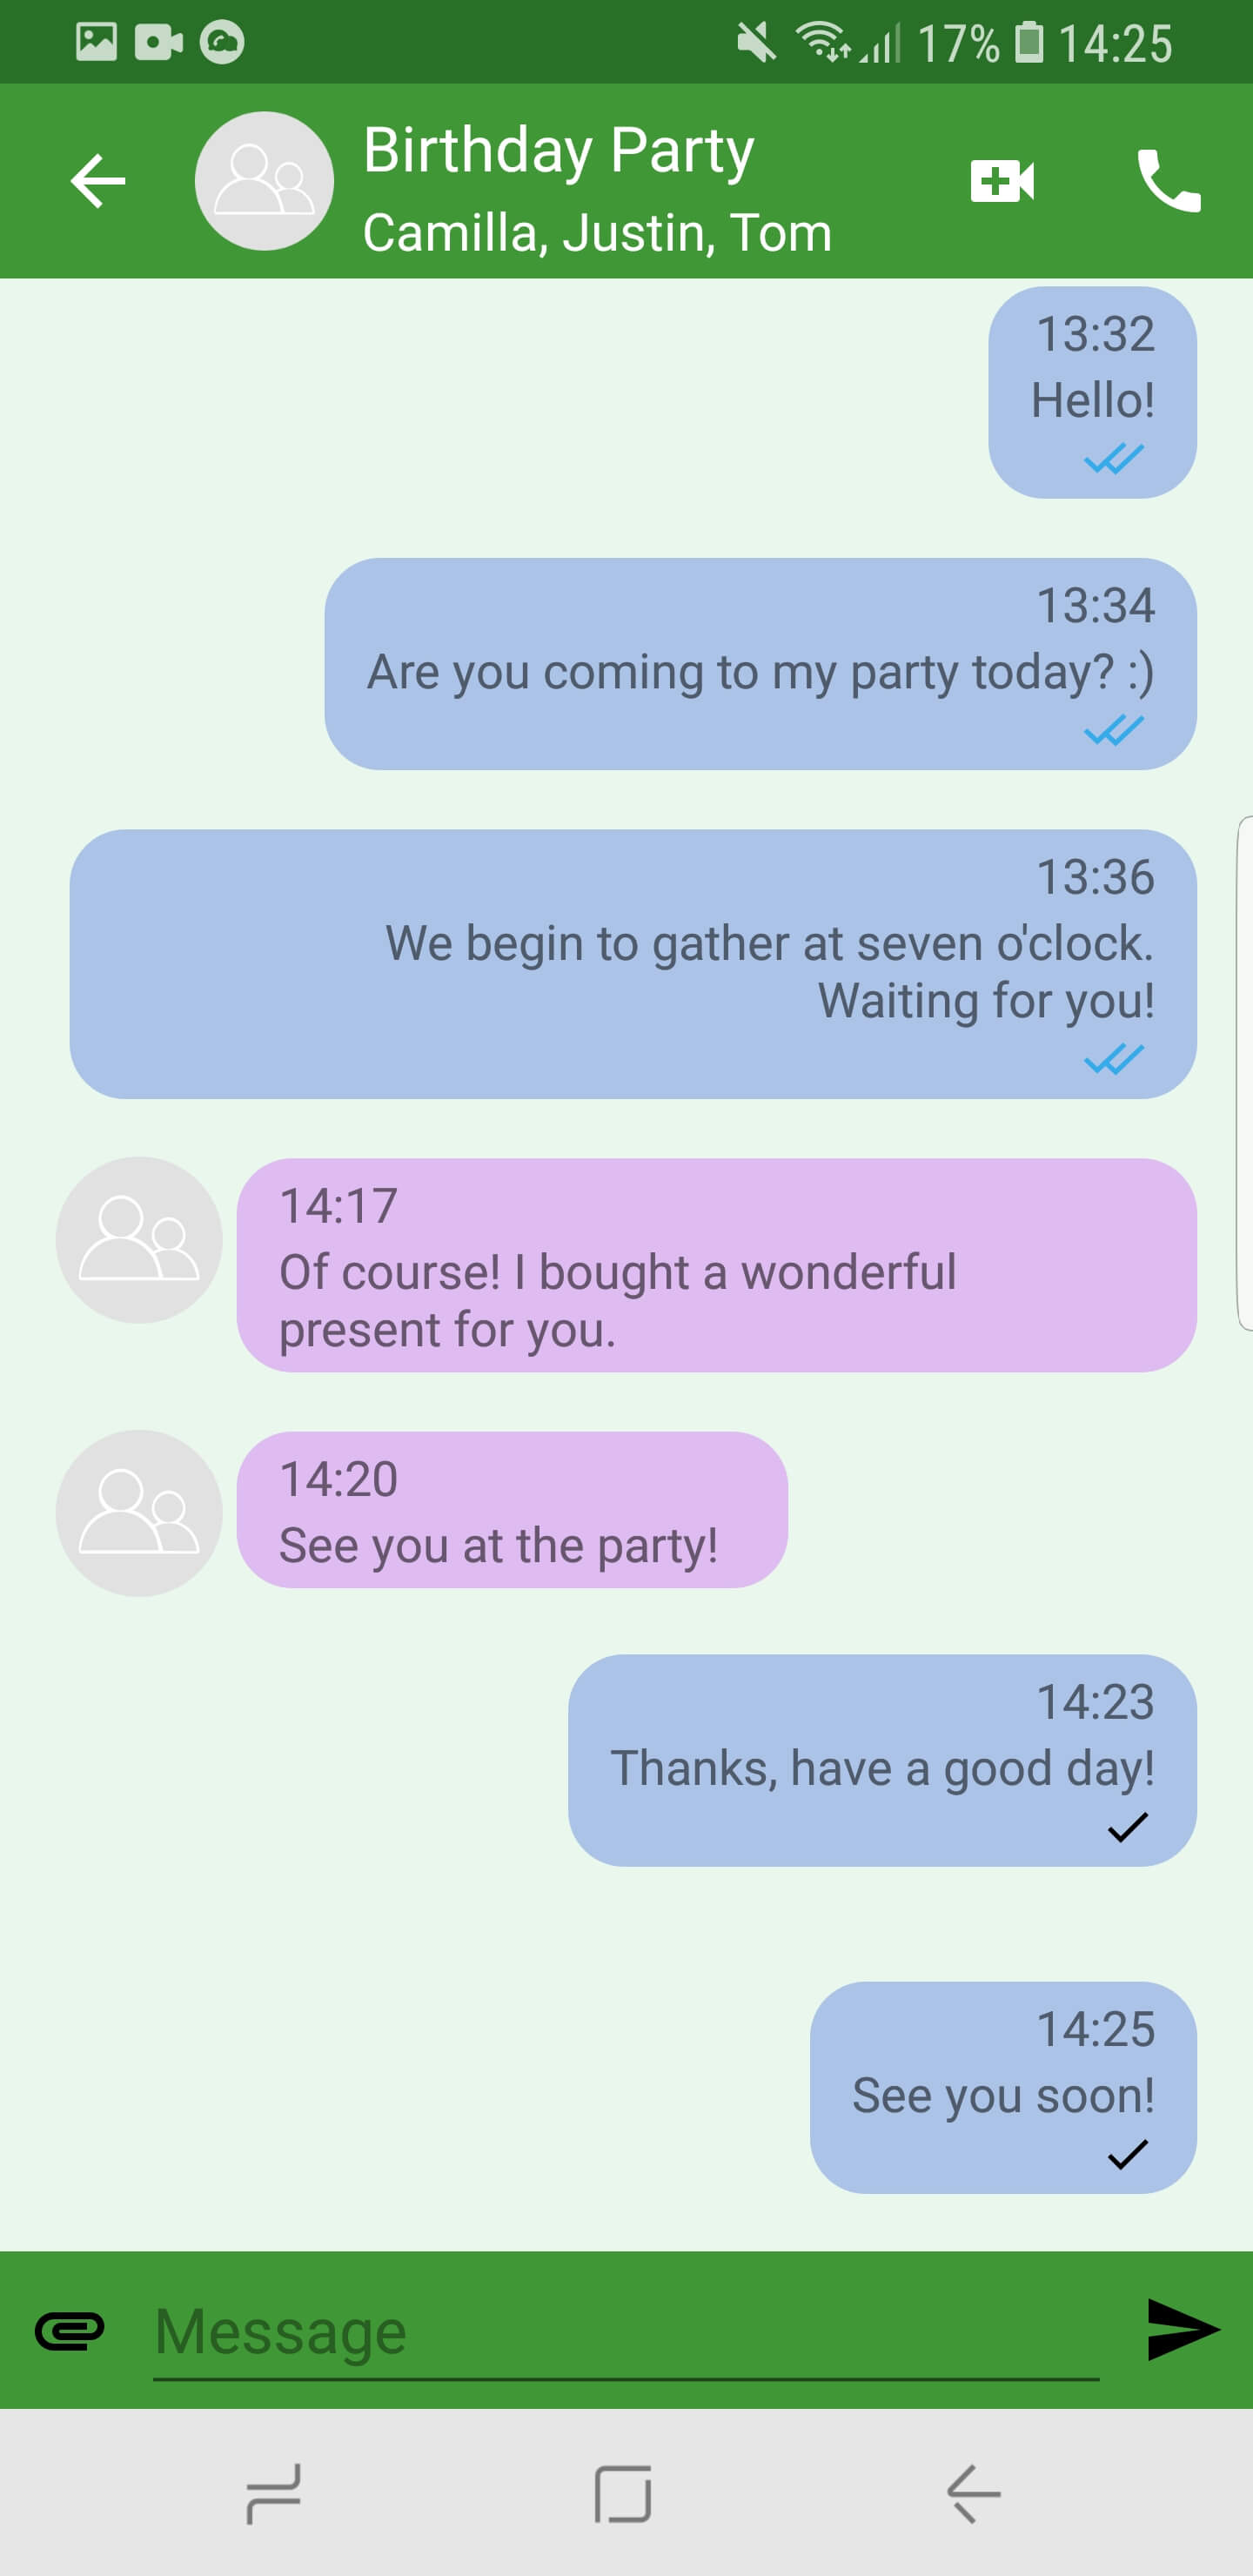 17% 14:25
Birthday Party
Camilla, Justin, Tom
13:32
Hello!
13:34
Are you coming to my party today? :)
13:36
We begin to gather at seven o'clock.
Waiting for you!
14:17
Of course! I bought a wonderful
present for you.
14:20
See you at the party!
14:23
Thanks, have a good day!
14:25
See you soon!
Message